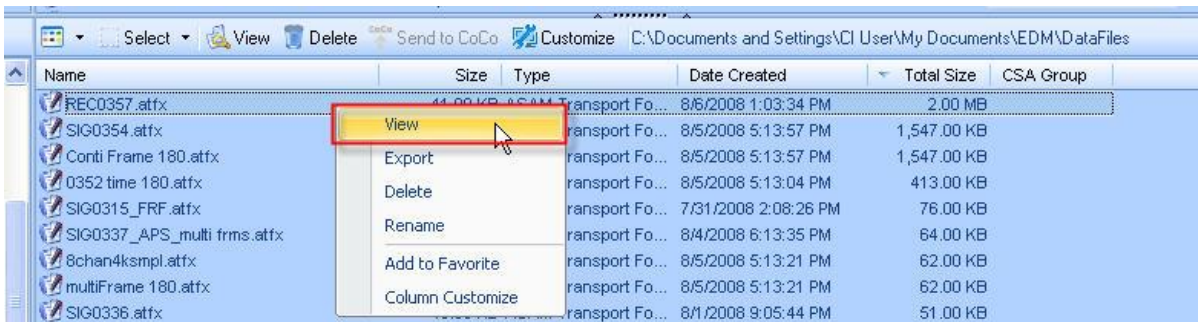 Select View Delete Send to CoCo Customize C:\Documents and Settings\CI User\My Documents\EDM\DataFiles
Name Size Type Date Created Total Size CSA Group
REC0357.atfx Transport Fo... 8/6/2008 1:03:34 PM 2.00 MB
SIG0354.atfx ransport Fo... 8/5/2008 5:13:57 PM 1,547.00 KB
Conti Frame 180.atfx ransport Fo... 8/5/2008 5:13:57 PM 1,547.00 KB
0352 time 180.atfx ransport Fo... 8/5/2008 5:13:04 PM 413.00 KB
SIG0315_FRF.atfx ransport Fo... 7/31/2008 2:08:26 PM 76.00 KB
SIG0337_APS_multi frms.atfx ransport Fo... 8/4/2008 6:13:35 PM 64.00 KB
8chan4ksmpl.atfx ransport Fo... 8/5/2008 5:13:21 PM 62.00 KB
multiFrame 180.atfx ransport Fo... 8/5/2008 5:13:21 PM 62.00 KB
SIG0336.atfx ransport Fo... 8/1/2008 9:05:44 PM 51.00 KB
View
Export
Delete
Rename
Add to Favorite
Column Customize